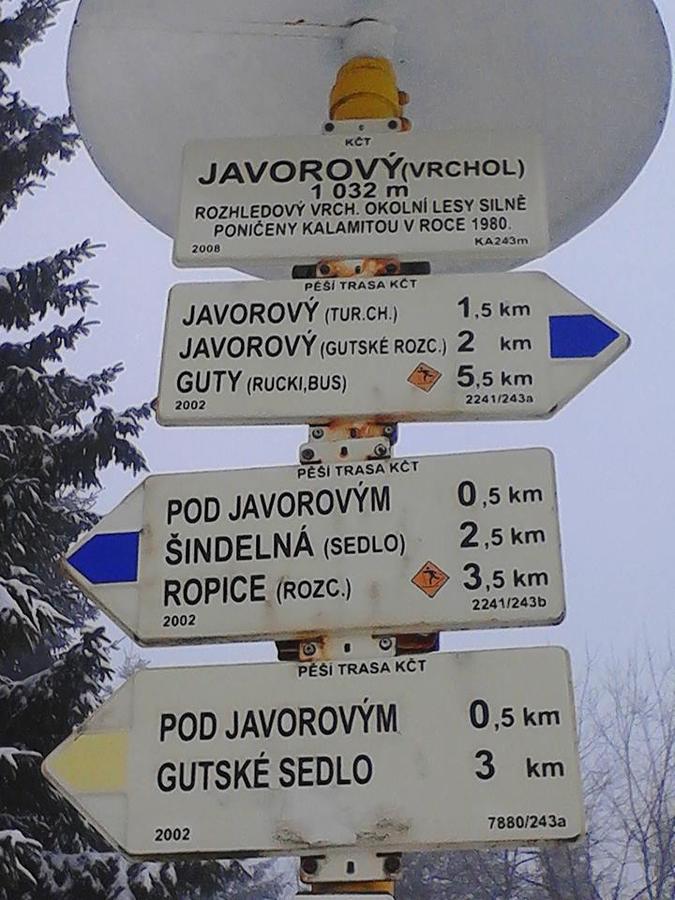 KČT
JAVOROVÝ(VRCHOL)
1 032 m
ROZHLEDOVÝ VRCH. OKOLNÍ LESY SILNĚ
PONIČENY KALAMITOU V ROCE 1980.
2008 KA243m
PĚŠÍ TRASA KČT
JAVOROVÝ (TUR.CH.) 1,5 km
JAVOROVÝ (GUTSKÉ ROZC.) 2 km
GUTY (RUCKI,BUS) 5,5 km
2002 2241/243a
PĚŠÍ TRASA KČT
POD JAVOROVÝM 0,5 km
ŠINDELNÁ (SEDLO) 2,5 km
ROPICE (ROZC.) 3,5 km
2002 2241/243b
PĚŠÍ TRASA KČT
POD JAVOROVÝM 0,5 km
GUTSKÉ SEDLO 3 km
2002 7880/243a